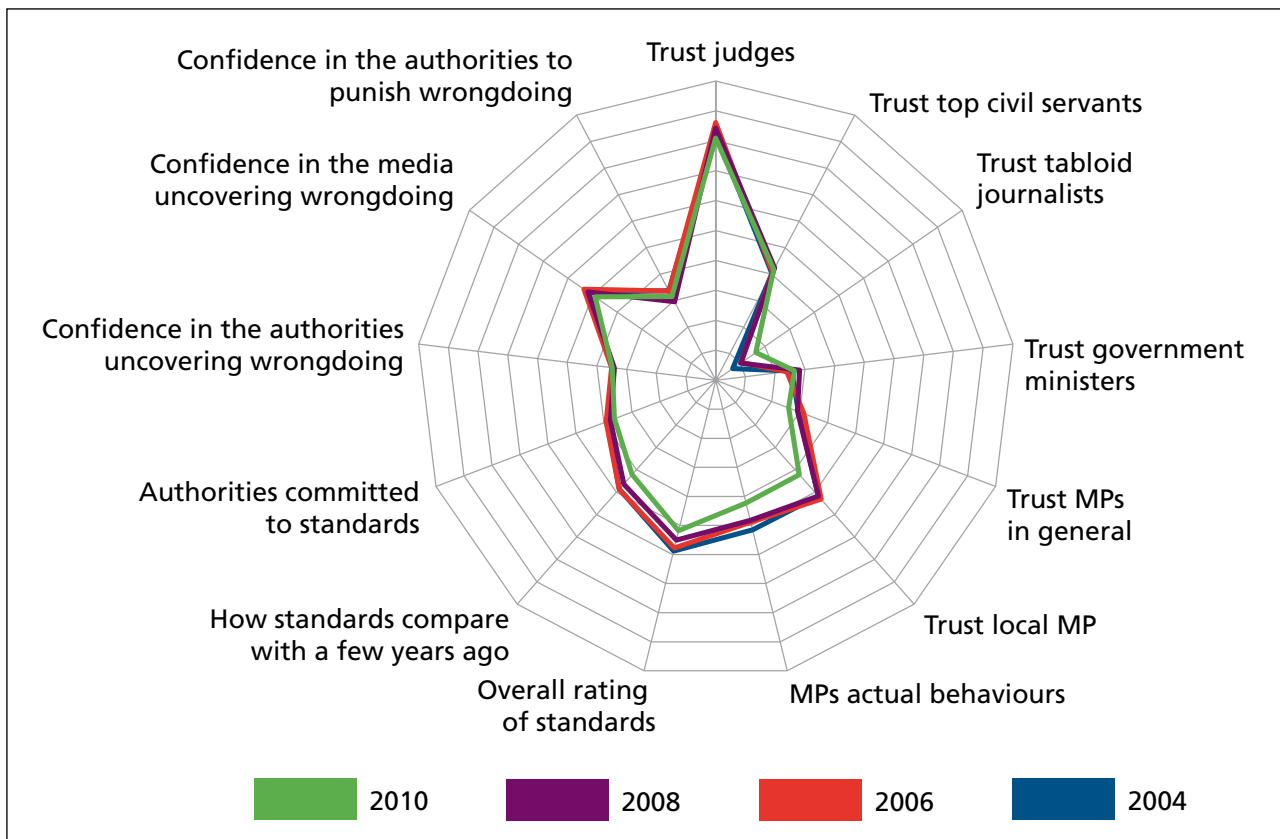 Trust judges
Trust top civil servants
Trust tabloid
journalists
Trust government
ministers
Trust MPs
in general
Trust local MP
MPs actual behaviours
Overall rating
of standards
How standards compare
with a few years ago
Authorities committed
to standards
Confidence in the authorities
uncovering wrongdoing
Confidence in the media
uncovering wrongdoing
Confidence in the authorities to
punish wrongdoing
2010
2008
2006
2004